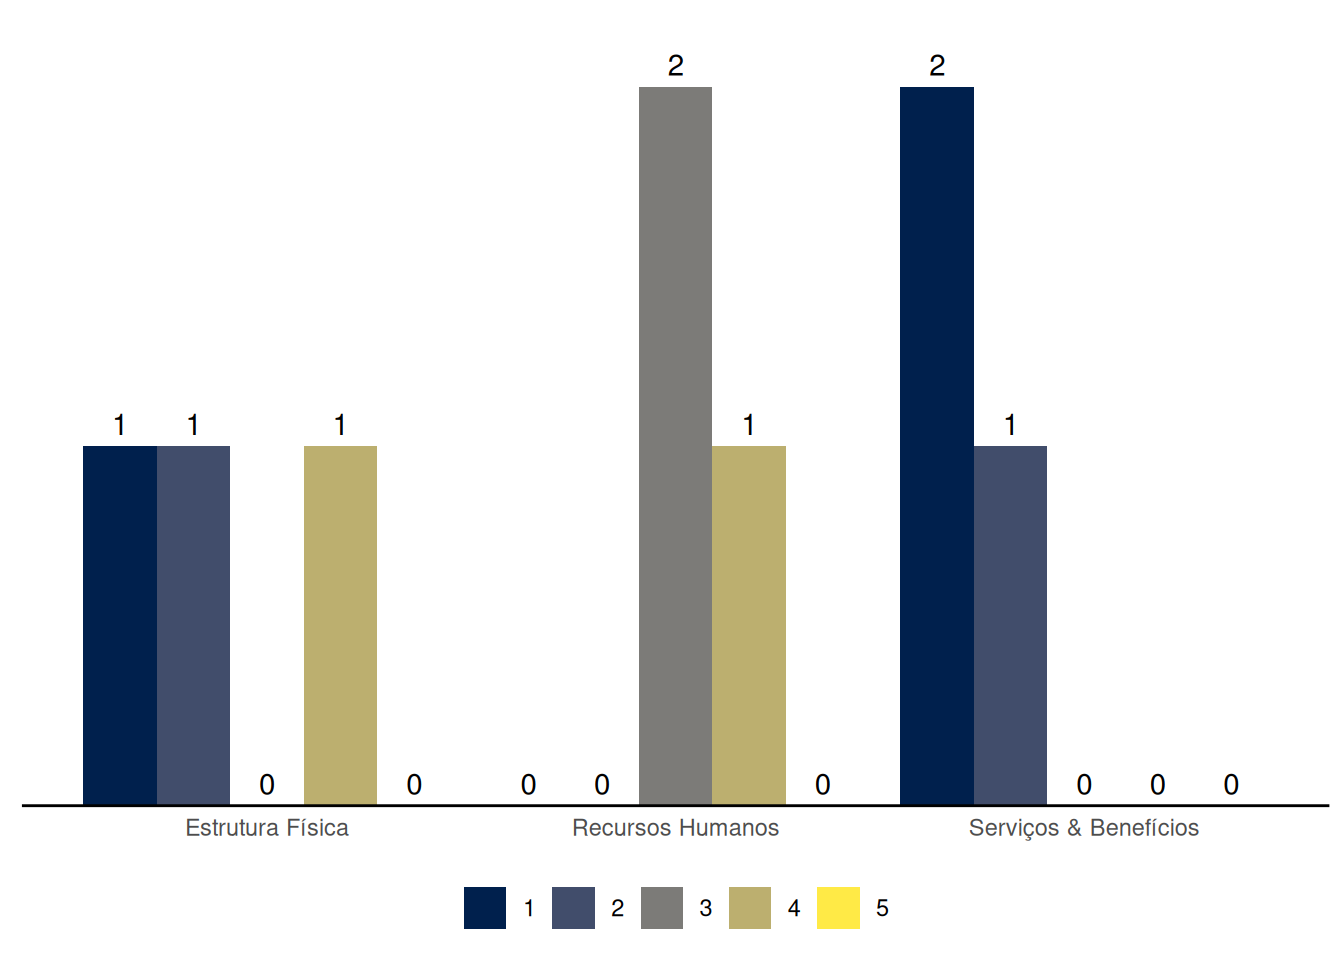 2 2
1 1 1 1 1
0 0 0 0 0 0 0 0
Estrutura Física Recursos Humanos Serviços & Benefícios
1 2 3 4 5